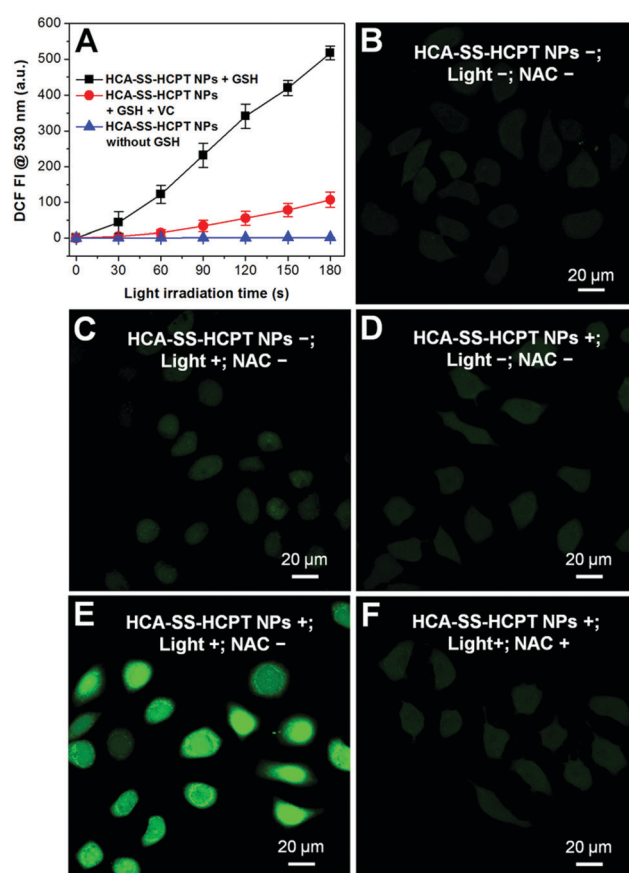 A
DCF FI @ 530 nm (a.u.)
600
500
400
300
200
100
0
HCA-SS-HCPT NPs + GSH
HCA-SS-HCPT NPs
+ GSH + VC
HCA-SS-HCPT NPs
without GSH
0 30 60 90 120 150 180
Light irradiation time (s)
B
HCA-SS-HCPT NPs −;
Light −; NAC −
20 µm
C
HCA-SS-HCPT NPs −;
Light +; NAC −
20 µm
D
HCA-SS-HCPT NPs +;
Light −; NAC −
20 µm
E
HCA-SS-HCPT NPs +;
Light +; NAC −
20 µm
F
HCA-SS-HCPT NPs +;
Light+; NAC +
20 µm